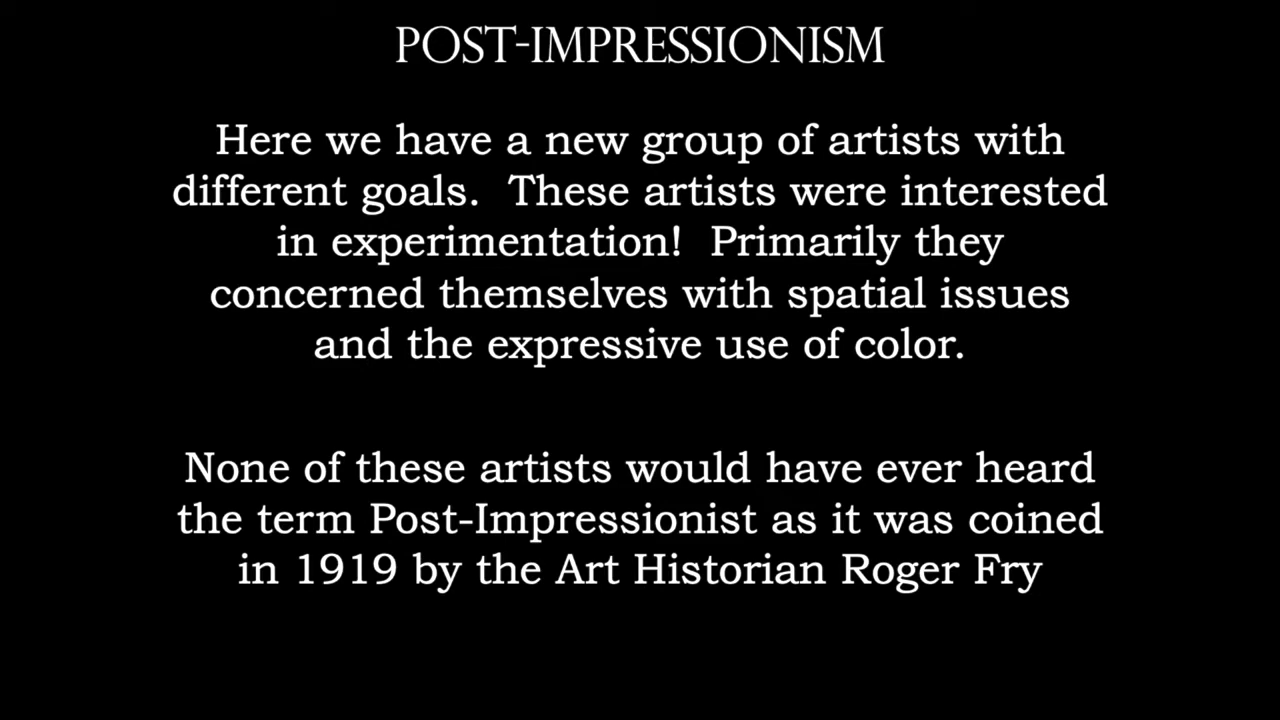 POST-IMPRESSIONISM
Here we have a new group of artists with
different goals.  These artists were interested
in experimentation!  Primarily they
concerned themselves with spatial issues
and the expressive use of color.
None of these artists would have ever heard
the term Post-Impressionist as it was coined
in 1919 by the Art Historian Roger Fry